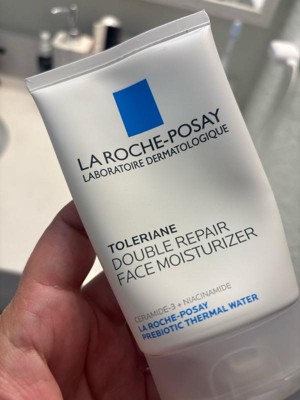 LA ROCHE-POSAY
LABORATOIRE DERMATOLOGIQUE
TOLERIANE
DOUBLE REPAIR
FACE MOISTURIZER
CERAMIDE-3 + NIACINAMIDE
LA ROCHE-POSAY
PREBIOTIC THERMAL WATER